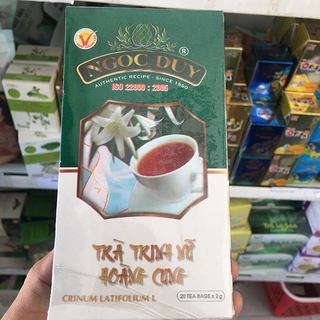 NGỌC DUY
®
AUTHENTIC RECIPE - SINCE 1990
ISO 22000 : 2005
TRÀ TRINH NỮ
HOÀNG CUNG
CRINUM LATIFOLIUM L
20 TEA BAGS x 2g